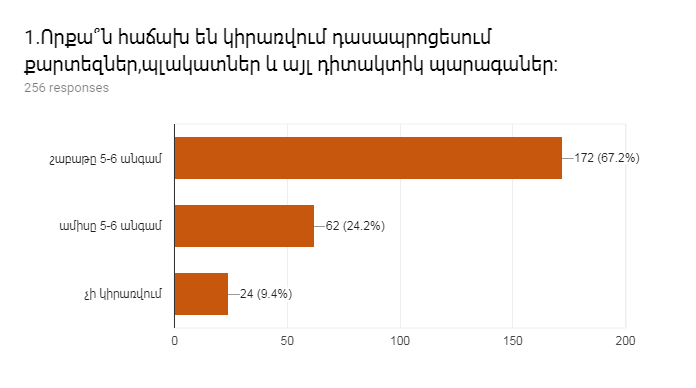 1.Որքա՞ն հաճախ են կիրառվում դասապրոցեսում
քարտեզներ,պլակատներ և այլ դիտակտիկ պարագաներ:
256 responses
շաբաթը 5-6 անգամ
172 (67.2%)
ամիսը 5-6 անգամ
62 (24.2%)
չի կիրառվում
24 (9.4%)
0 50 100 150 200